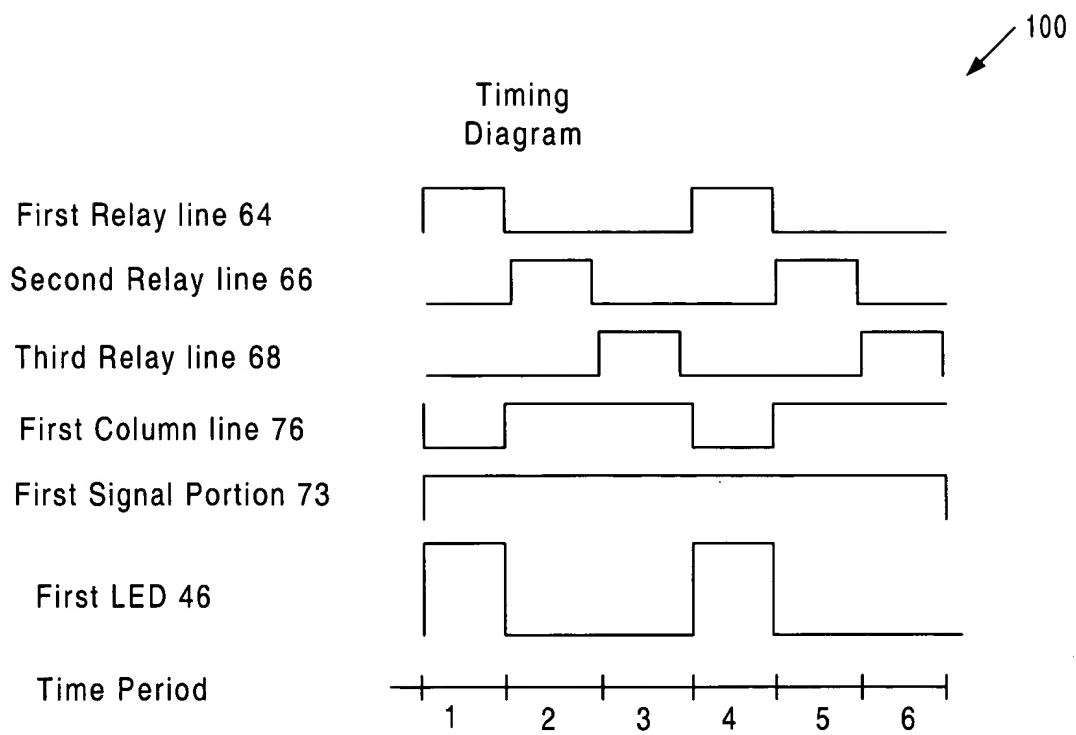 100
Timing
Diagram
First Relay line 64
Second Relay line 66
Third Relay line 68
First Column line 76
First Signal Portion 73
First LED 46
Time Period
1 2 3 4 5 6